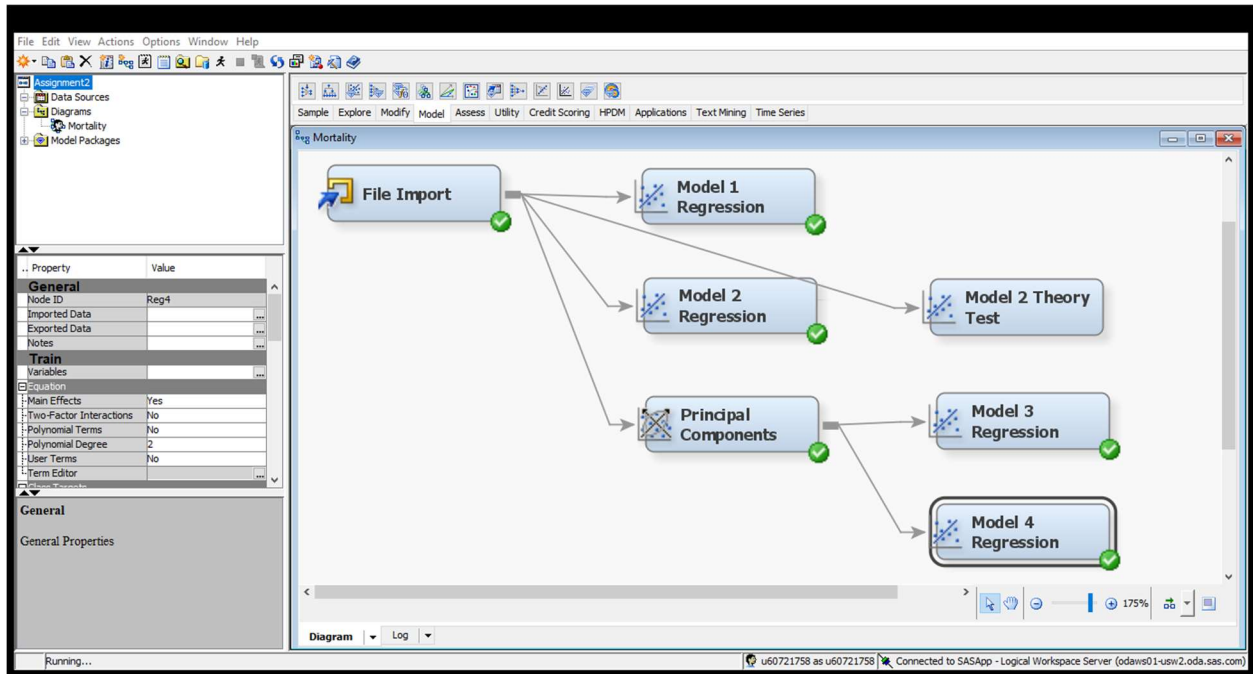 File Edit View Actions Options Window Help
Assignment2
Data Sources
Diagrams
Mortality
Model Packages
Sample Explore Modify Model Assess Utility Credit Scoring HPDM Applications Text Mining Time Series
Mortality
File Import
Model 1
Regression
Model 2
Regression
Model 2 Theory
Test
Principal
Components
Model 3
Regression
Model 4
Regression
.. Property Value
General
Node ID Reg4
Imported Data ...
Exported Data ...
Notes ...
Train
Variables ...
Equation
Main Effects Yes
Two-Factor Interactions No
Polynomial Terms No
Polynomial Degree 2
User Terms No
Term Editor ...
Class Targets
General
General Properties
175%
Diagram Log
Running...
u60721758 as u60721758 Connected to SASApp - Logical Workspace Server (odaws01-usw2.oda.sas.com)